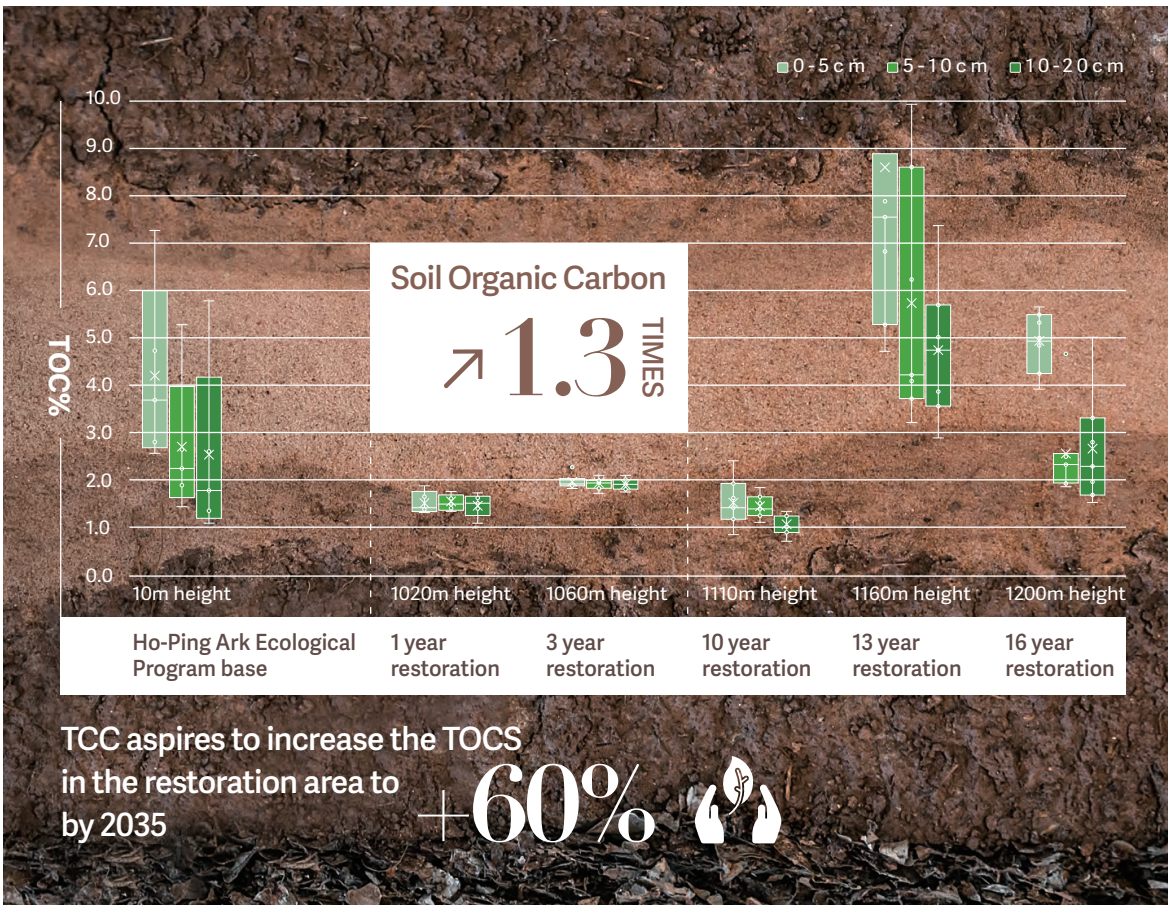 0-5cm 5-10cm 10-20cm
10.0
9.0
8.0
7.0
6.0
5.0
4.0
3.0
2.0
1.0
0.0
TOC%
Soil Organic Carbon
1.3
TIMES
10m height 1020m height 1060m height 1110m height 1160m height 1200m height
Ho-Ping Ark Ecological
Program base
1 year
restoration
3 year
restoration
10 year
restoration
13 year
restoration
16 year
restoration
TCC aspires to increase the TOCS
in the restoration area to
by 2035
+60%